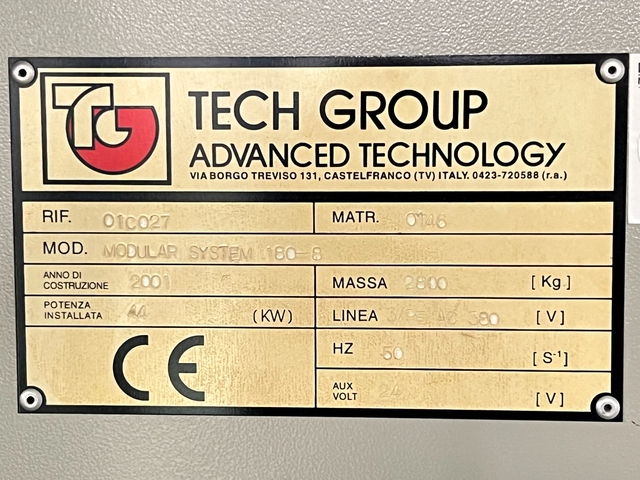 TG
TECH GROUP
ADVANCED TECHNOLOGY
VIA BORGO TREVISO 131, CASTELFRANCO (TV) ITALY. 0423-720588 (r.a.)
RIF. 01C027 MATR. 0146
MOD. MODULAR SYSTEM 180-8
ANNO DI COSTRUZIONE 2001 MASSA 2800 [Kg.]
POTENZA INSTALLATA 44 (KW) LINEA 380 [V]
HZ 50 [S-1]
AUX VOLT 24 [V]
CE